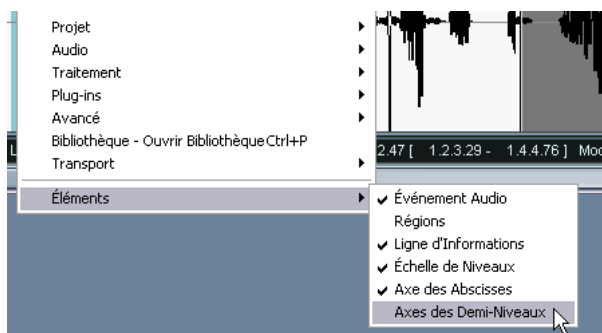 Projet
Audio
Traitement
Plug-ins
Avancé
Bibliothèque - Ouvrir Bibliothèque Ctrl+P
2.47 [ 1.2.3.29 - 1.4.4.76 ]
Transport
Éléments
Événement Audio
Régions
Ligne d'Informations
Échelle de Niveaux
Axe des Abscisses
Axes des Demi-Niveaux